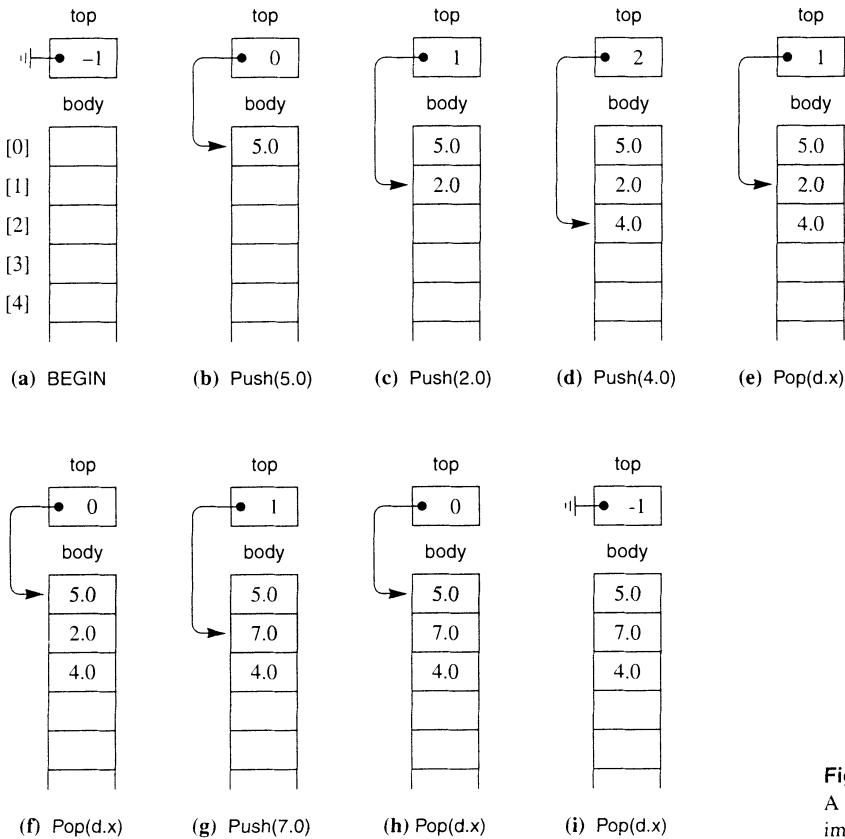 top top top top top
−1 0 1 2 1
body body body body body
[0] 5.0 5.0 5.0 5.0
[1] 2.0 2.0 2.0
[2] 4.0 4.0
[3]
[4]
(a) BEGIN (b) Push(5.0) (c) Push(2.0) (d) Push(4.0) (e) Pop(d.x)
top top top top
0 1 0 -1
body body body body
5.0 5.0 5.0 5.0
2.0 7.0 7.0 7.0
4.0 4.0 4.0 4.0
(f) Pop(d.x) (g) Push(7.0) (h) Pop(d.x) (i) Pop(d.x)
A